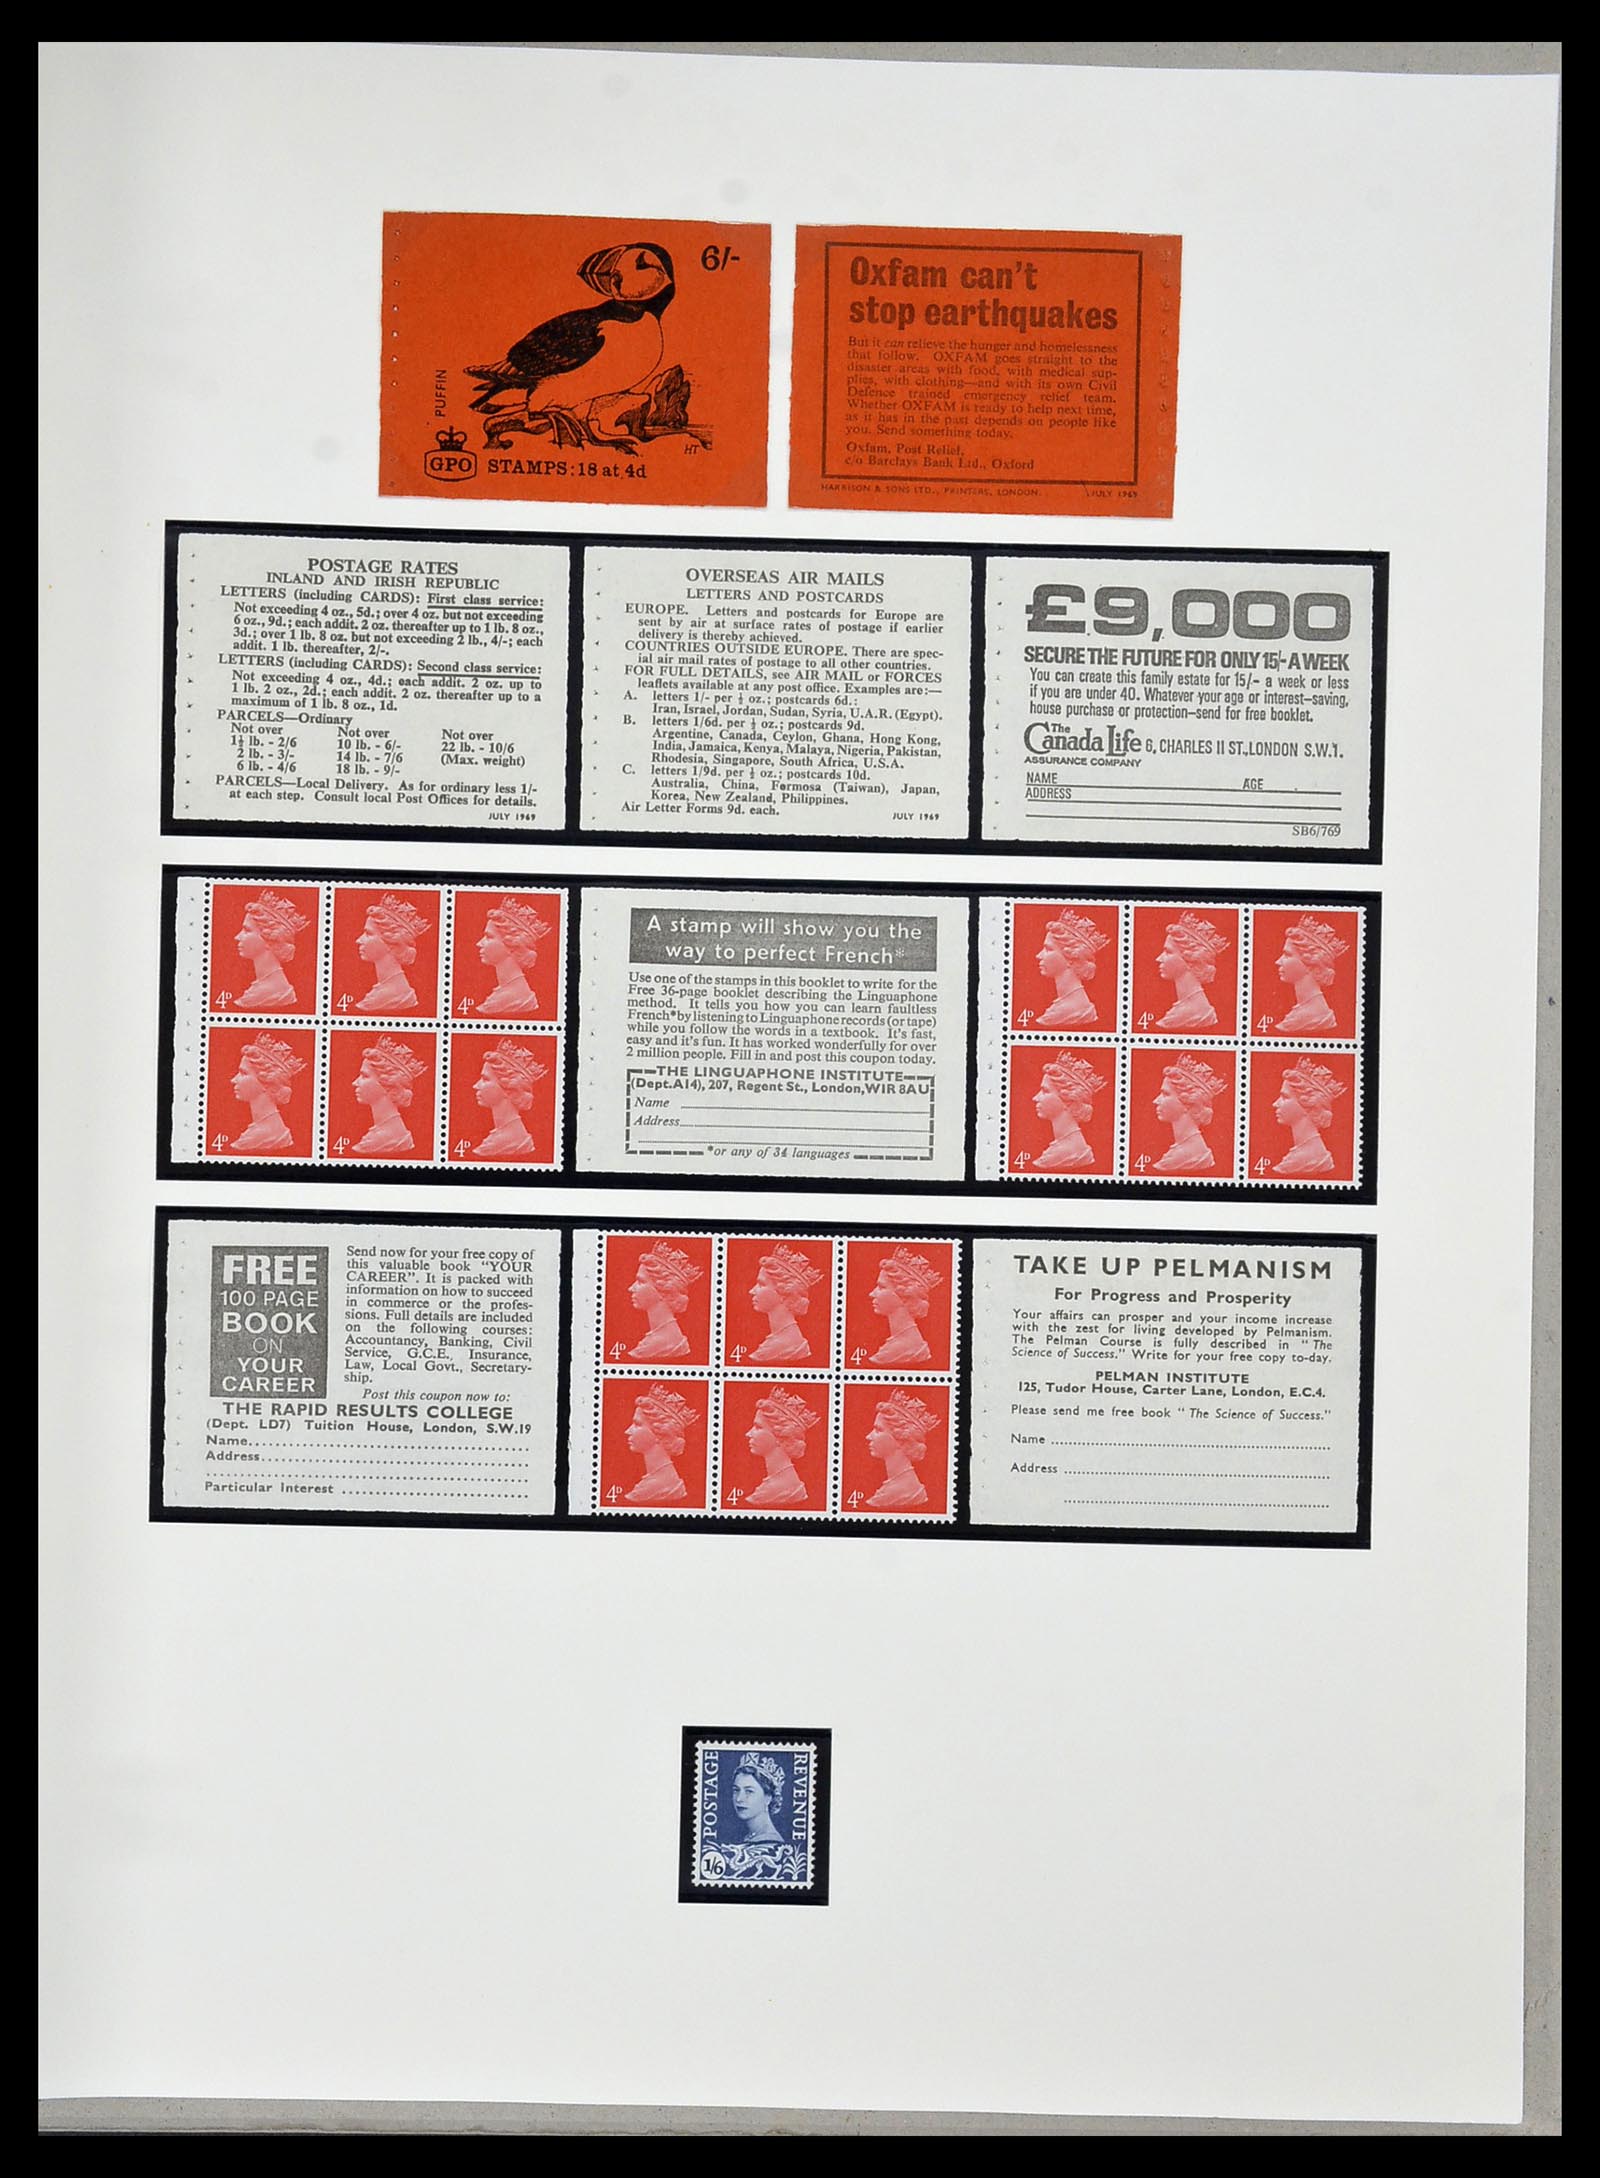 6/-
PUFFIN
HT
GPO
STAMPS: 18 at 4d
Oxfam can't
stop earthquakes
But it can relieve the hunger and homelessness
that follow. OXFAM goes straight to the
disaster areas with food, with medical sup-
plies, with clothing—and with its own Civil
Defence trained emergency relief team.
Whether OXFAM is ready to help next time,
as it has in the past depends on people like
you. Send something today.
Oxfam, Post Relief,
c/o Barclays Bank Ltd., Oxford
HARRISON & SONS LTD., PRINTERS, LONDON. JULY 1969
POSTAGE RATES
INLAND AND IRISH REPUBLIC
LETTERS (including CARDS): First class service:
Not exceeding 4 oz., 5d.; over 4 oz. but not exceeding
6 oz., 9d.; each addit. 2 oz. thereafter up to 1 lb. 8 oz.,
3d.; over 1 lb. 8 oz. but not exceeding 2 lb., 4/-; each
addit. 1 lb. thereafter, 2/-.
LETTERS (including CARDS): Second class service:
Not exceeding 4 oz., 4d.; each addit. 2 oz. up to
1 lb. 2 oz., 2d.; each addit. 2 oz. thereafter up to a
maximum of 1 lb. 8 oz., 1d.
PARCELS—Ordinary
Not over Not over Not over
1½ lb. - 2/6 10 lb. - 6/- 22 lb. - 10/6
2 lb. - 3/- 14 lb. - 7/6 (Max. weight)
6 lb. - 4/6 18 lb. - 9/-
PARCELS—Local Delivery. As for ordinary less 1/-
at each step. Consult local Post Offices for details.
JULY 1969
OVERSEAS AIR MAILS
LETTERS AND POSTCARDS
EUROPE. Letters and postcards for Europe are
sent by air at surface rates of postage if earlier
delivery is thereby achieved.
COUNTRIES OUTSIDE EUROPE. There are spec-
ial air mail rates of postage to all other countries.
FOR FULL DETAILS, see AIR MAIL or FORCES
leaflets available at any post office. Examples are:—
A. letters 1/- per ½ oz.; postcards 6d.:
Iran, Israel, Jordan, Sudan, Syria, U.A.R. (Egypt).
B. letters 1/6d. per ½ oz.; postcards 9d.
Argentine, Canada, Ceylon, Ghana, Hong Kong,
India, Jamaica, Kenya, Malaya, Nigeria, Pakistan,
Rhodesia, Singapore, South Africa, U.S.A.
C. letters 1/9d. per ½ oz.; postcards 10d.
Australia, China, Formosa (Taiwan), Japan,
Korea, New Zealand, Philippines.
Air Letter Forms 9d. each.
JULY 1969
£9,000
SECURE THE FUTURE FOR ONLY 15/- A WEEK
You can create this family estate for 15/- a week or less
if you are under 40. Whatever your age or interest—saving,
house purchase or protection—send for free booklet.
The Canada Life 6, CHARLES II ST., LONDON S.W.1.
ASSURANCE COMPANY
NAME AGE
ADDRESS
SB6/769
4D 4D 4D
4D 4D 4D
A stamp will show you the
way to perfect French*
Use one of the stamps in this booklet to write for the
Free 36-page booklet describing the Linguaphone
method. It tells you how you can learn faultless
French* by listening to Linguaphone records (or tape)
while you follow the words in a textbook. It's fast,
easy and it's fun. It has worked wonderfully for over
2 million people. Fill in and post this coupon today.
THE LINGUAPHONE INSTITUTE
(Dept. A14), 207, Regent St., London, W1R 8AU
Name
Address
*or any of 34 languages
4D 4D 4D
4D 4D 4D
FREE
100 PAGE
BOOK
ON
YOUR
CAREER
Send now for your free copy of
this valuable book "YOUR
CAREER". It is packed with
information on how to succeed
in commerce or the profes-
sions. Full details are included
on the following courses:
Accountancy, Banking, Civil
Service, G.C.E., Insurance,
Law, Local Govt., Secretary-
ship.
Post this coupon now to:
THE RAPID RESULTS COLLEGE
(Dept. LD7) Tuition House, London, S.W.19
Name
Address
Particular Interest
4D 4D 4D
4D 4D 4D
TAKE UP PELMANISM
For Progress and Prosperity
Your affairs can prosper and your income increase
with the zest for living developed by Pelmanism.
The Pelman Course is fully described in "The
Science of Success." Write for your free copy to-day.
PELMAN INSTITUTE
125, Tudor House, Carter Lane, London, E.C.4.
Please send me free book "The Science of Success."
Name
Address
POSTAGE
REVENUE
1/6